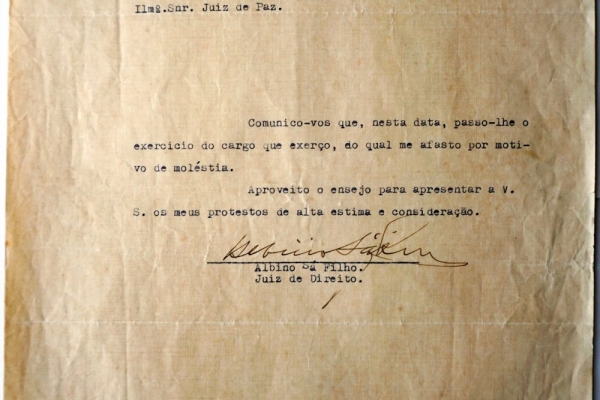 Ilmº.Snr. Juiz de Paz.
Comunico-vos que, nesta data, passo-lhe o
exercicio do cargo que exerço, do qual me afasto por moti-
vo de moléstia.
Aproveito o ensejo para apresentar a V.
S. os meus protestos de alta estima e consideração.
Albino Sá Filho.
Juiz de Direito.